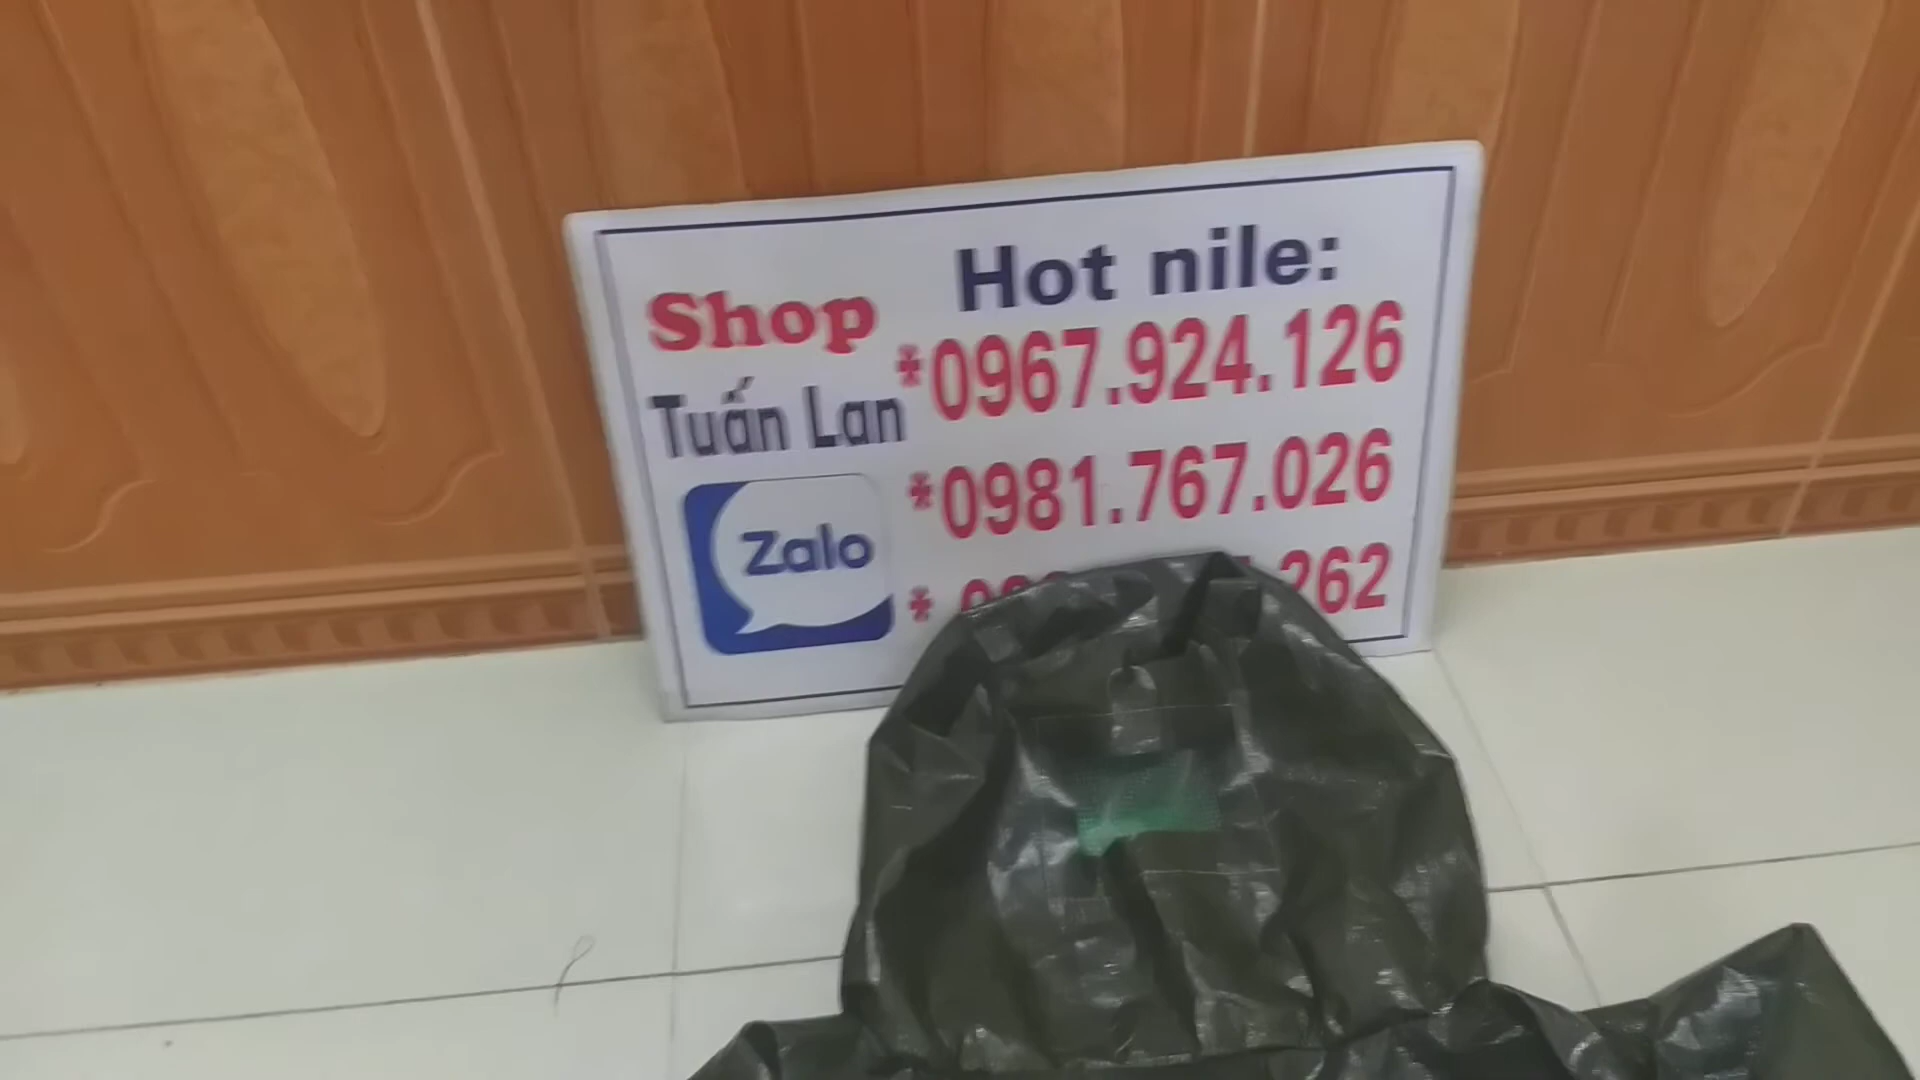 Hot nile:
Shop
*0967.924.126
Tuấn Lan
*0981.767.026
Zalo
* 262